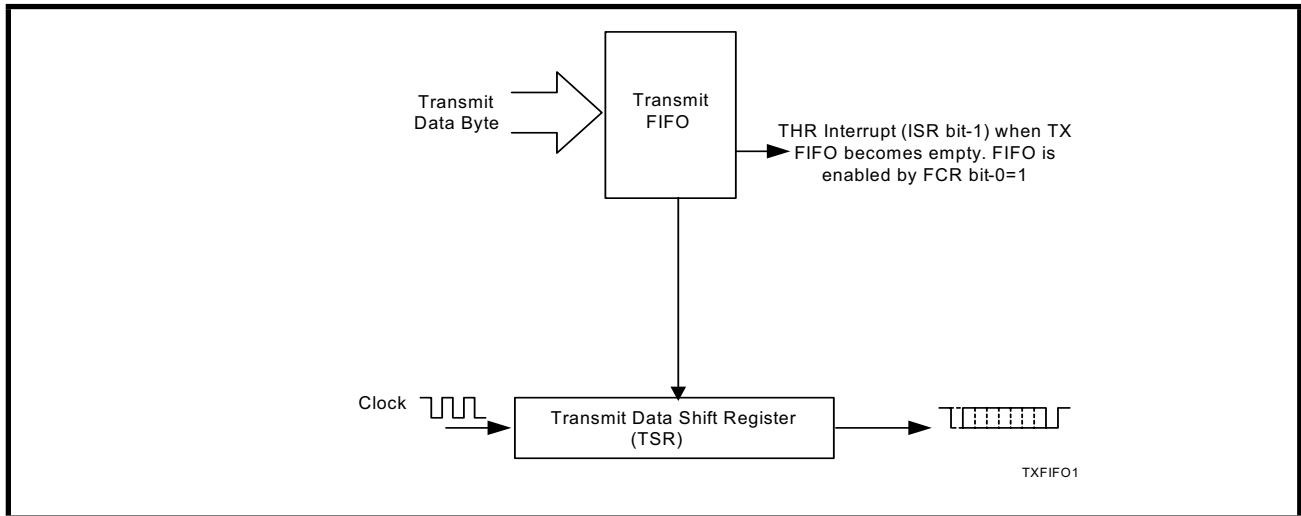 Transmit
Data Byte
Transmit
FIFO
THR Interrupt (ISR bit-1) when TX
FIFO becomes empty. FIFO is
enabled by FCR bit-0=1
Clock
Transmit Data Shift Register
(TSR)
TXFIFO1